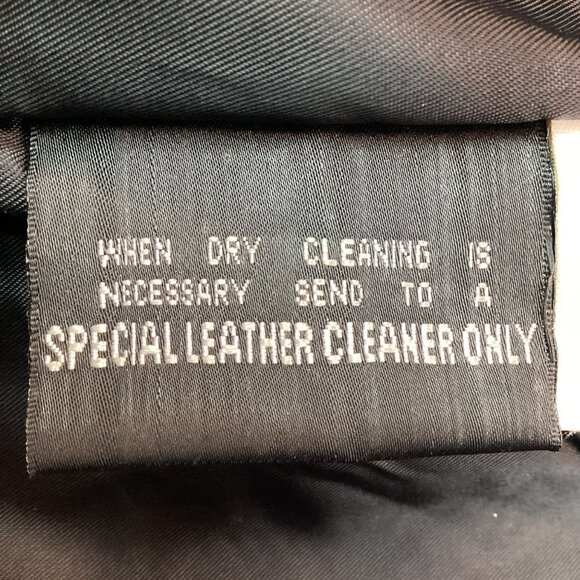 WHEN DRY CLEANING IS
NECESSARY SEND TO A
SPECIAL LEATHER CLEANER ONLY